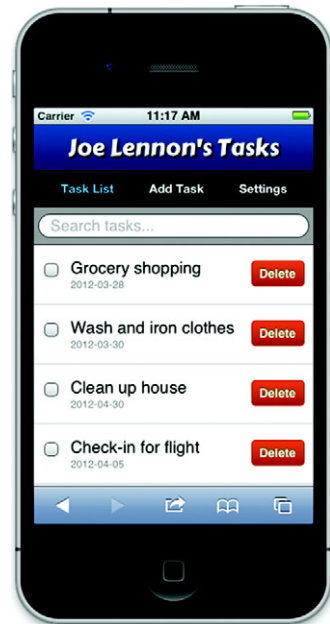 Carrier 11:17 AM
Joe Lennon's Tasks
Task List Add Task Settings
Search tasks...
Grocery shopping Delete
2012-03-28
Wash and iron clothes Delete
2012-03-30
Clean up house Delete
2012-04-30
Check-in for flight Delete
2012-04-05